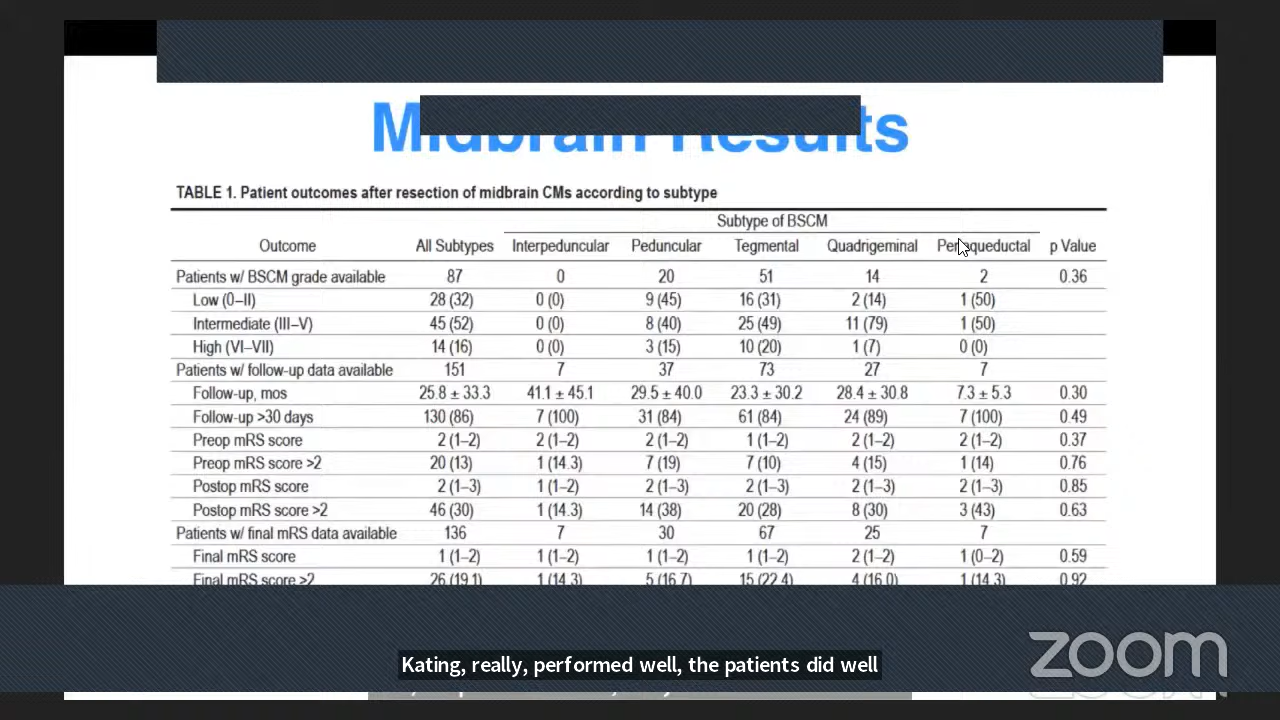 Midbrain Results
TABLE 1. Patient outcomes after resection of midbrain CMs according to subtype
Subtype of BSCM
Outcome All Subtypes Interpeduncular Peduncular Tegmental Quadrigeminal Periaqueductal p Value
Patients w/ BSCM grade available 87 0 20 51 14 2 0.36
Low (0–II) 28 (32) 0 (0) 9 (45) 16 (31) 2 (14) 1 (50)
Intermediate (III–V) 45 (52) 0 (0) 8 (40) 25 (49) 11 (79) 1 (50)
High (VI–VII) 14 (16) 0 (0) 3 (15) 10 (20) 1 (7) 0 (0)
Patients w/ follow-up data available 151 7 37 73 27 7
Follow-up, mos 25.8 ± 33.3 41.1 ± 45.1 29.5 ± 40.0 23.3 ± 30.2 28.4 ± 30.8 7.3 ± 5.3 0.30
Follow-up >30 days 130 (86) 7 (100) 31 (84) 61 (84) 24 (89) 7 (100) 0.49
Preop mRS score 2 (1–2) 2 (1–2) 2 (1–2) 1 (1–2) 2 (1–2) 2 (1–2) 0.37
Preop mRS score >2 20 (13) 1 (14.3) 7 (19) 7 (10) 4 (15) 1 (14) 0.76
Postop mRS score 2 (1–3) 1 (1–2) 2 (1–3) 2 (1–3) 2 (1–3) 2 (1–3) 0.85
Postop mRS score >2 46 (30) 1 (14.3) 14 (38) 20 (28) 8 (30) 3 (43) 0.63
Patients w/ final mRS data available 136 7 30 67 25 7
Final mRS score 1 (1–2) 1 (1–2) 1 (1–2) 1 (1–2) 2 (1–2) 1 (0–2) 0.59
Final mRS score >2 26 (19.1) 1 (14.3) 5 (16.7) 15 (22.4) 4 (16.0) 1 (14.3) 0.92
Kating, really, performed well, the patients did well
zoom